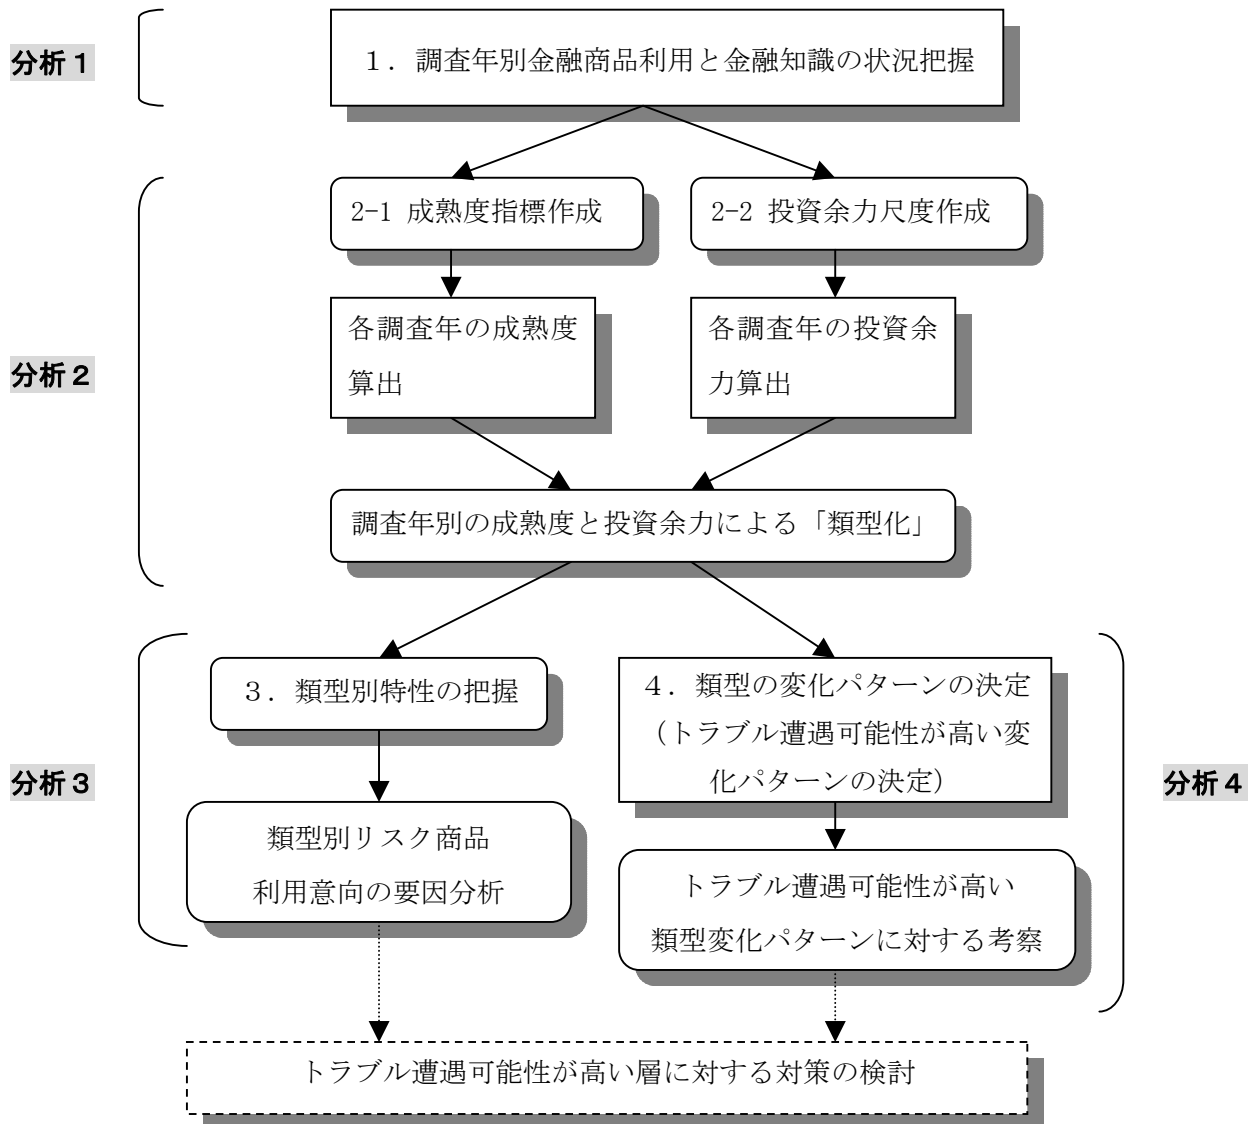 分析１
１．調査年別金融商品利用と金融知識の状況把握
2-1 成熟度指標作成
2-2 投資余力尺度作成
分析２
各調査年の成熟度
算出
各調査年の投資余
力算出
調査年別の成熟度と投資余力による「類型化」
分析３
３．類型別特性の把握
類型別リスク商品
利用意向の要因分析
４．類型の変化パターンの決定
（トラブル遭遇可能性が高い変
化パターンの決定）
分析４
トラブル遭遇可能性が高い
類型変化パターンに対する考察
トラブル遭遇可能性が高い層に対する対策の検討